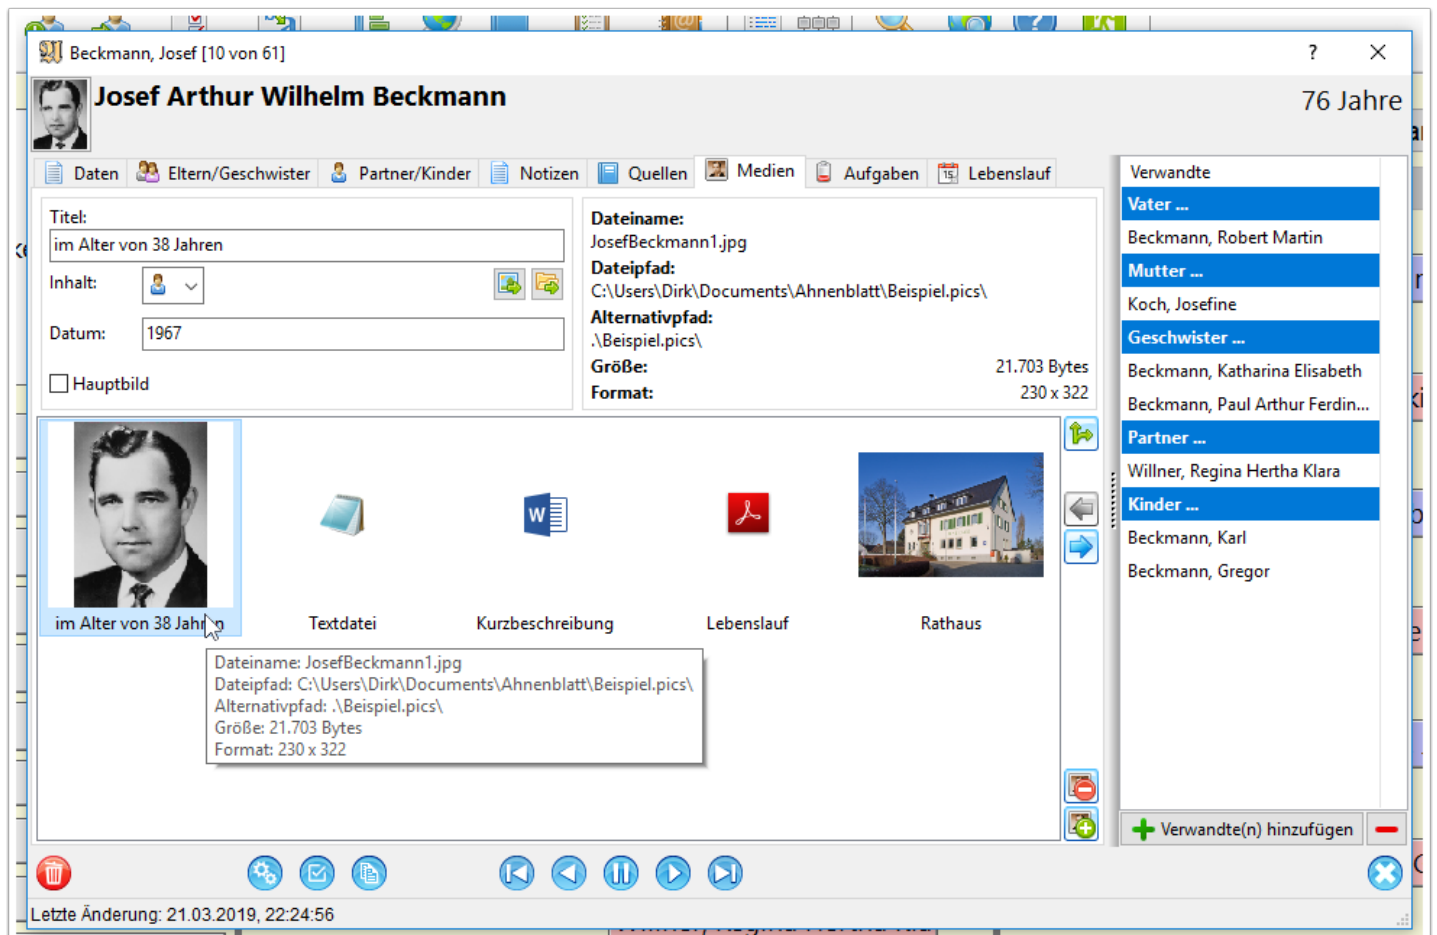 Beckmann, Josef [10 von 61]
?
Josef Arthur Wilhelm Beckmann
76 Jahre
Daten
Eltern/Geschwister
Partner/Kinder
Notizen
Quellen
Medien
Aufgaben
15
Lebenslauf
Titel:
im Alter von 38 Jahren
Inhalt:
Datum:
1967
Hauptbild
Dateiname:
JosefBeckmann1.jpg
Dateipfad:
C:\Users\Dirk\Documents\Ahnenblatt\Beispiel.pics\
Alternativpfad:
.\Beispiel.pics\
Größe: 21.703 Bytes
Format: 230 x 322
W
im Alter von 38 Jahren
Textdatei
Kurzbeschreibung
Lebenslauf
Rathaus
Dateiname: JosefBeckmann1.jpg
Dateipfad: C:\Users\Dirk\Documents\Ahnenblatt\Beispiel.pics\
Alternativpfad: .\Beispiel.pics\
Größe: 21.703 Bytes
Format: 230 x 322
Verwandte
Vater ...
Beckmann, Robert Martin
Mutter ...
Koch, Josefine
Geschwister ...
Beckmann, Katharina Elisabeth
Beckmann, Paul Arthur Ferdin...
Partner ...
Willner, Regina Hertha Klara
Kinder ...
Beckmann, Karl
Beckmann, Gregor
Verwandte(n) hinzufügen
Letzte Änderung: 21.03.2019, 22:24:56